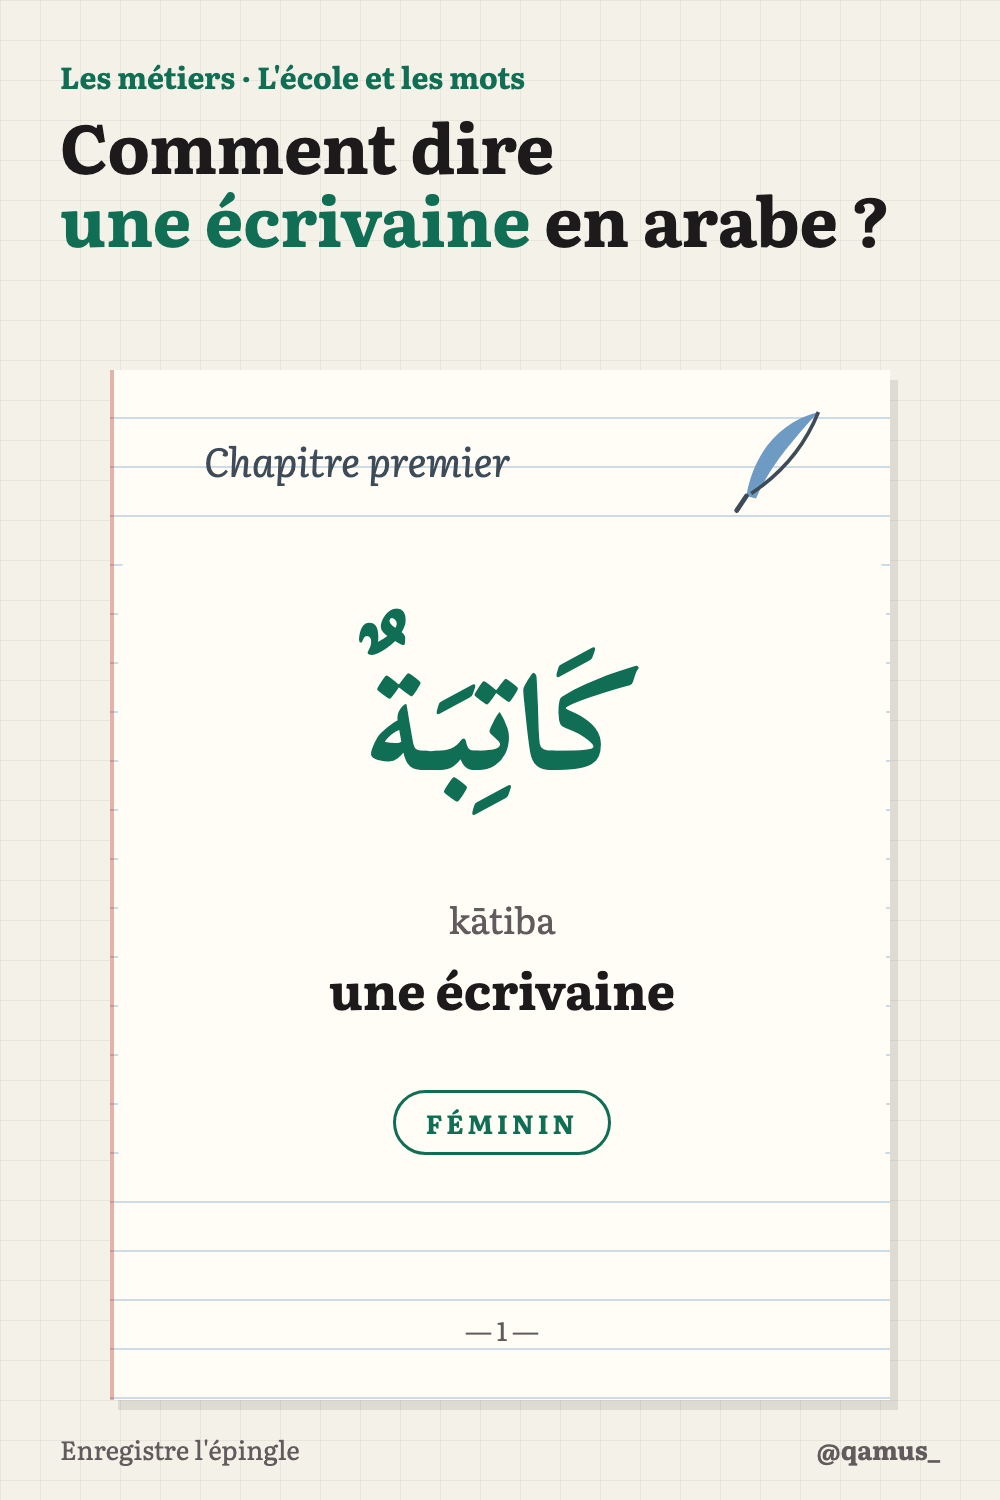 Les métiers · L'école et les mots
Comment dire
une écrivaine en arabe ?
Chapitre premier
كَاتِبَةٌ
kātiba
une écrivaine
FÉMININ
—1—
Enregistre l'épingle
@qamus_